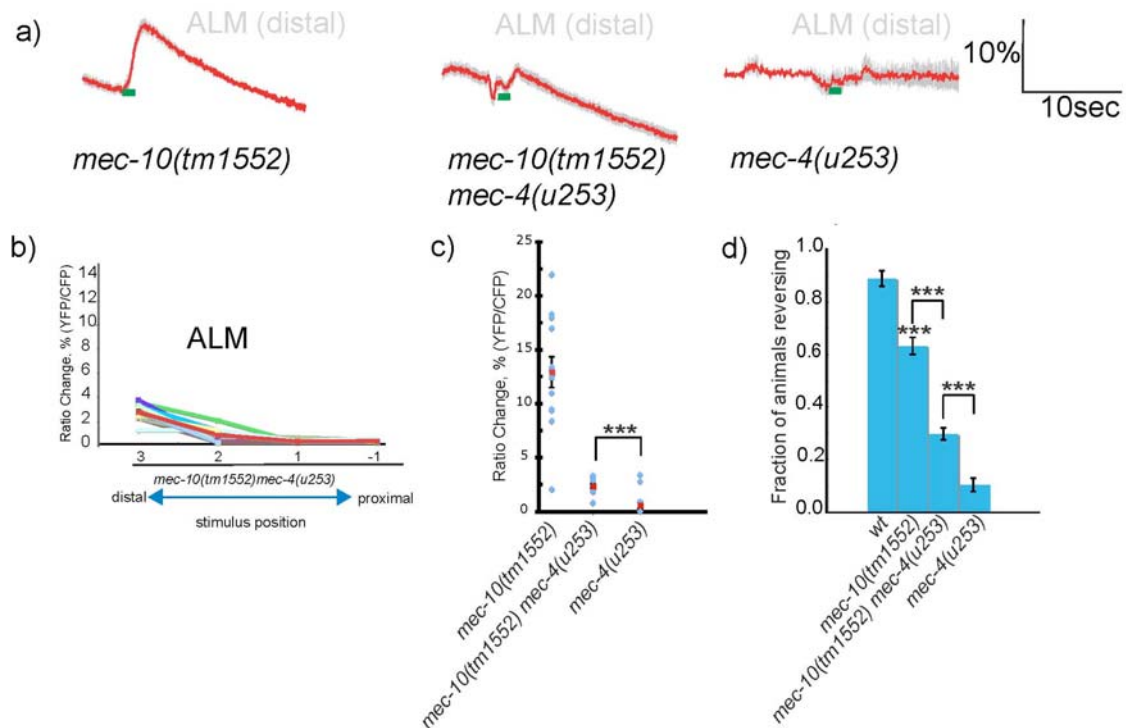 a)
ALM (distal)
ALM (distal)
ALM (distal)
10%
10sec
mec-10(tm1552)
mec-10(tm1552)
mec-4(u253)
mec-4(u253)
b)
Ratio Change, % (YFP/CFP)
14
12
10
8
6
4
2
0
ALM
3
2
1
-1
mec-10(tm1552)mec-4(u253)
distal
proximal
stimulus position
c)
Ratio Change, % (YFP/CFP)
25
20
15
10
5
0
***
mec-10(tm1552)
mec-10(tm1552) mec-4(u253)
mec-4(u253)
d)
Fraction of animals reversing
1.0
0.8
0.6
0.4
0.2
0.0
***
***
***
wt
mec-10(tm1552)
mec-10(tm1552) mec-4(u253)
mec-4(u253)